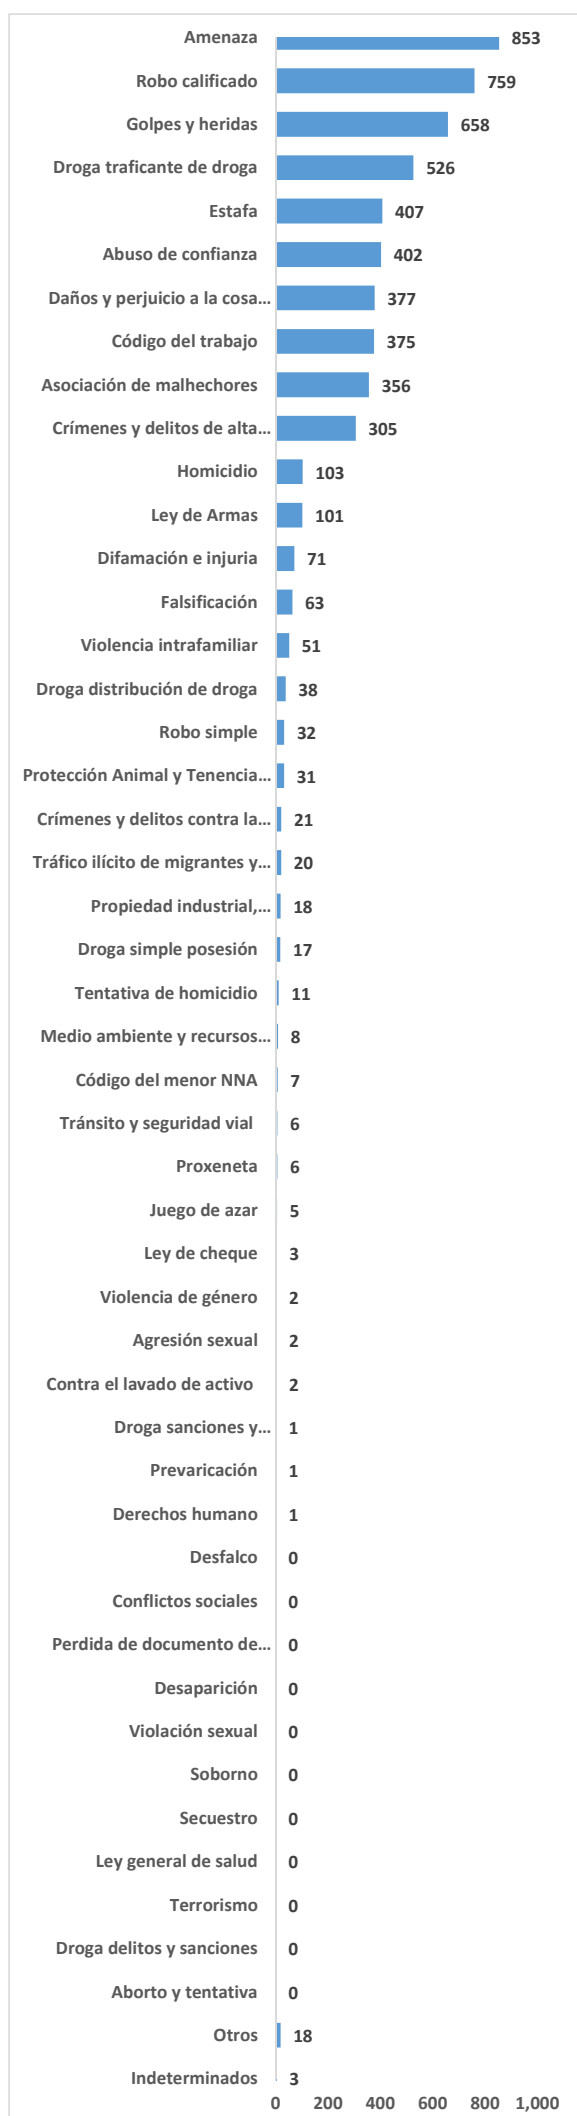 Amenaza 853
Robo calificado 759
Golpes y heridas 658
Droga traficante de droga 526
Estafa 407
Abuso de confianza 402
Daños y perjuicio a la cosa... 377
Código del trabajo 375
Asociación de malhechores 356
Crímenes y delitos de alta... 305
Homicidio 103
Ley de Armas 101
Difamación e injuria 71
Falsificación 63
Violencia intrafamiliar 51
Droga distribución de droga 38
Robo simple 32
Protección Animal y Tenencia... 31
Crímenes y delitos contra la... 21
Tráfico ilícito de migrantes y... 20
Propiedad industrial,... 18
Droga simple posesión 17
Tentativa de homicidio 11
Medio ambiente y recursos... 8
Código del menor NNA 7
Tránsito y seguridad vial 6
Proxeneta 6
Juego de azar 5
Ley de cheque 3
Violencia de género 2
Agresión sexual 2
Contra el lavado de activo 2
Droga sanciones y... 1
Prevaricación 1
Derechos humano 1
Desfalco 0
Conflictos sociales 0
Perdida de documento de... 0
Desaparición 0
Violación sexual 0
Soborno 0
Secuestro 0
Ley general de salud 0
Terrorismo 0
Droga delitos y sanciones 0
Aborto y tentativa 0
Otros 18
Indeterminados 3
0 200 400 600 800 1,000